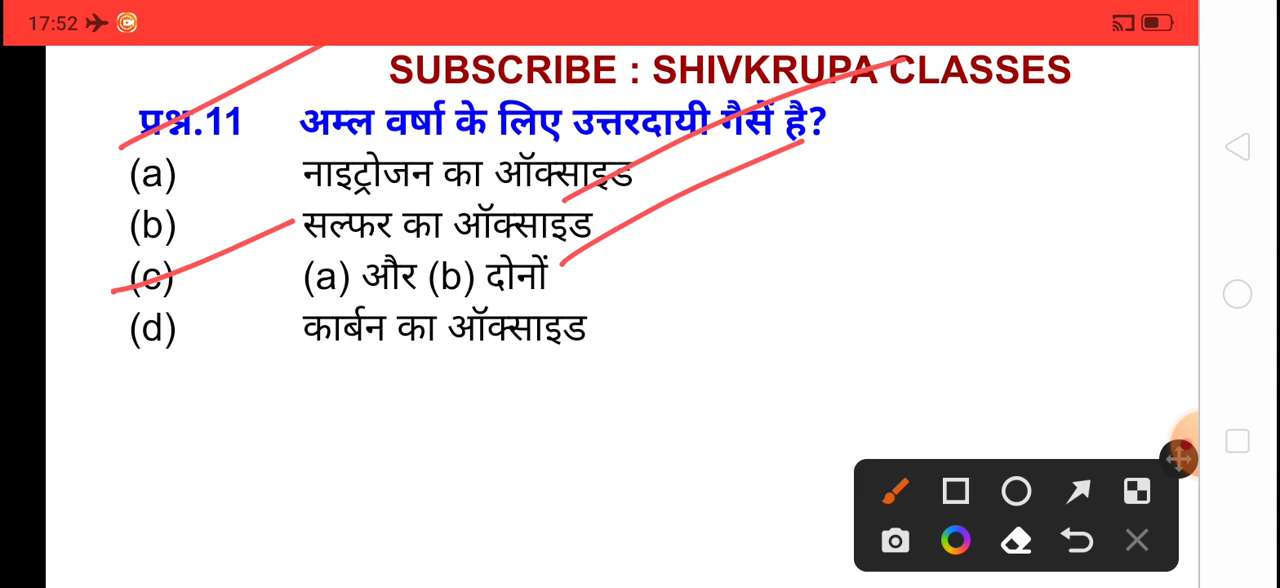 17:52
SUBSCRIBE : SHIVKRUPA CLASSES
प्रश्न.11 अम्ल वर्षा के लिए उत्तरदायी गैसें है?
(a) नाइट्रोजन का ऑक्साइड
(b) सल्फर का ऑक्साइड
(c) (a) और (b) दोनों
(d) कार्बन का ऑक्साइड